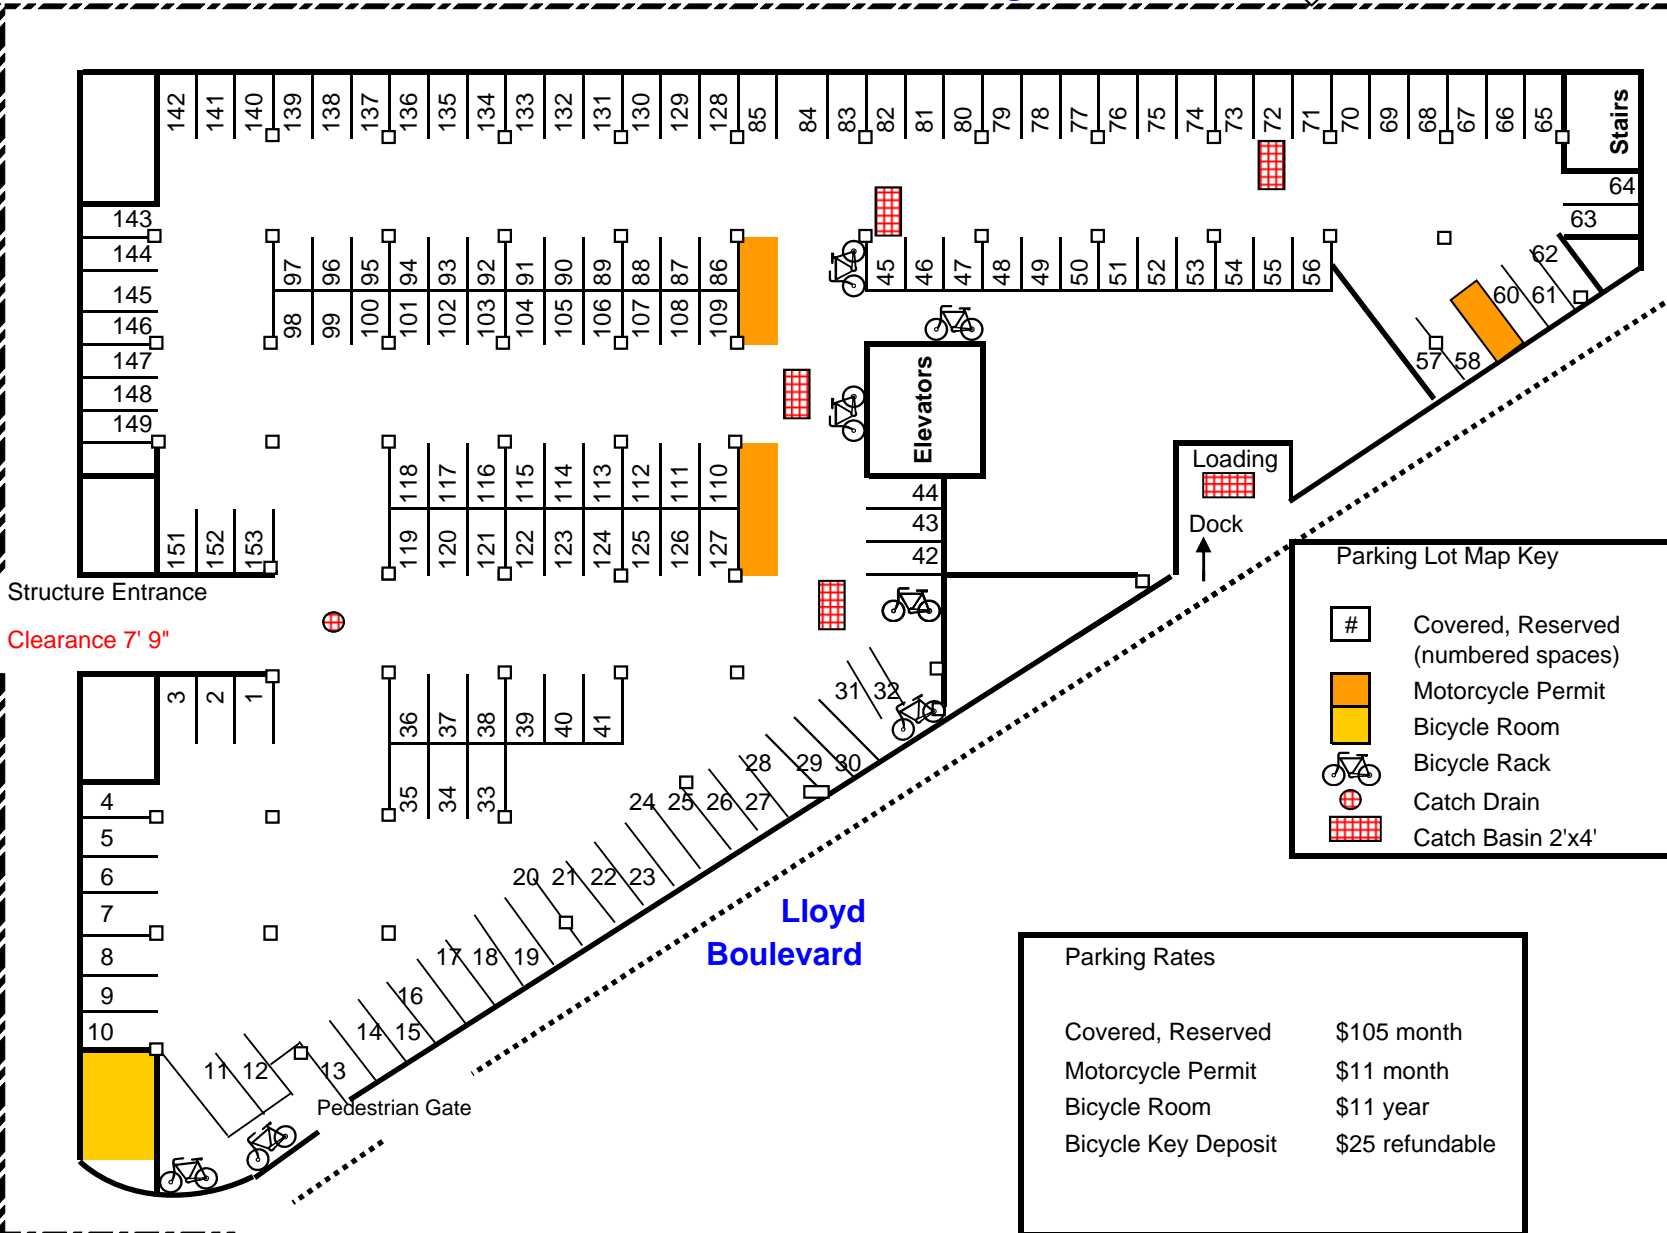 142 141 140 139 138 137 136 135 134 133 132 131 130 129 128 85 84 83 82 81 80 79 78 77 76 75 74 73 72 71 70 69 68 67 66 65 Stairs
64
143 63
144 97 96 95 94 93 92 91 90 89 88 87 86 45 46 47 48 49 50 51 52 53 54 55 56 62
145 60 61
146 98 99 100 101 102 103 104 105 106 107 108 109
147 57 58
148 Elevators
149
118 117 116 115 114 113 112 111 110 Loading
44
43 Dock
151 152 153 119 120 121 122 123 124 125 126 127 42
Structure Entrance
Clearance 7' 9"
3 2 1 36 37 38 39 40 41 31 32
28 29 30
4 35 34 33 24 25 26 27
5
6 20 21 22 23
7
8 17 18 19
9 16
10 14 15
11 12 13
Pedestrian Gate
Lloyd
Boulevard
Parking Lot Map Key
# Covered, Reserved
(numbered spaces)
Motorcycle Permit
Bicycle Room
Bicycle Rack
Catch Drain
Catch Basin 2'x4'
Parking Rates
Covered, Reserved $105 month
Motorcycle Permit $11 month
Bicycle Room $11 year
Bicycle Key Deposit $25 refundable